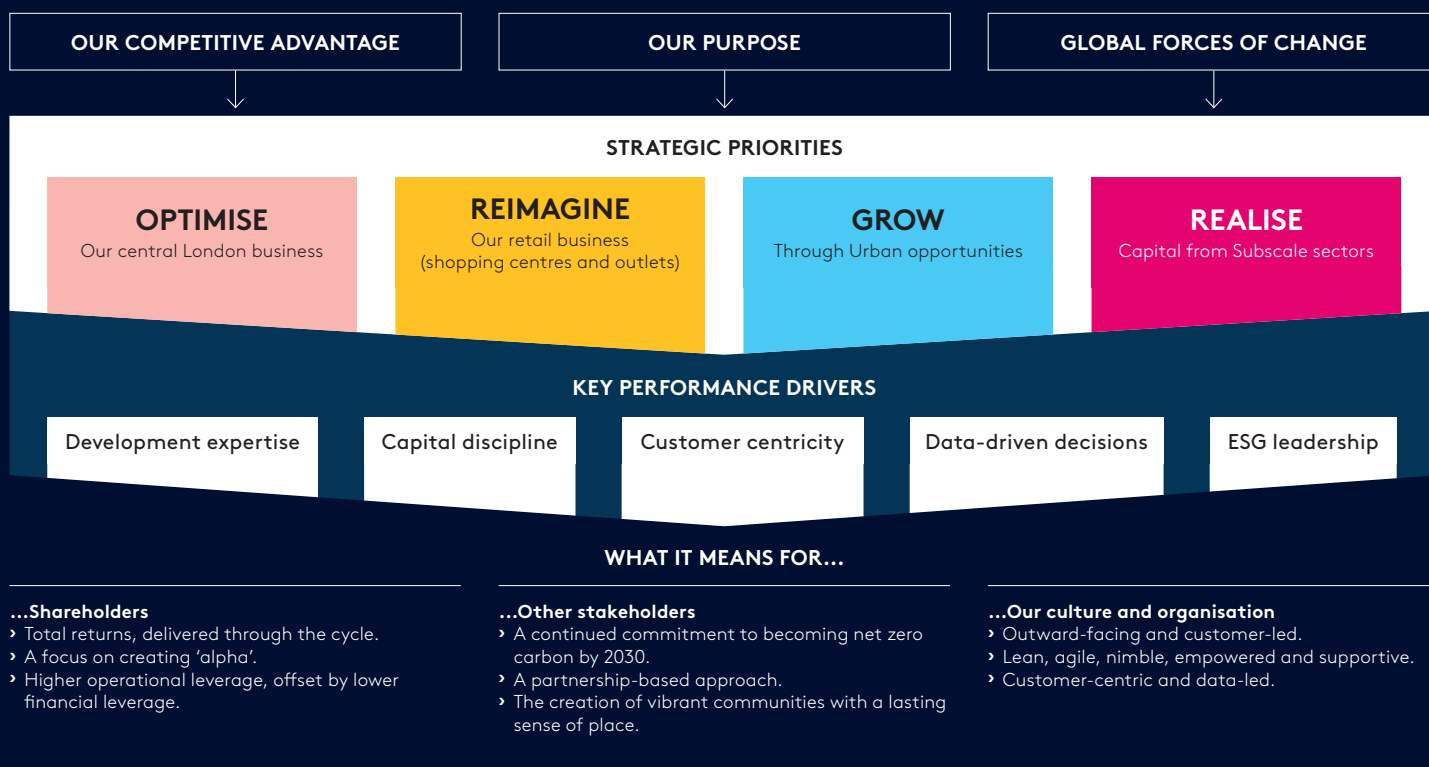 OUR COMPETITIVE ADVANTAGE
OUR PURPOSE
GLOBAL FORCES OF CHANGE
STRATEGIC PRIORITIES
OPTIMISE
Our central London business
REIMAGINE
Our retail business
(shopping centres and outlets)
GROW
Through Urban opportunities
REALISE
Capital from Subscale sectors
KEY PERFORMANCE DRIVERS
Development expertise
Capital discipline
Customer centricity
Data-driven decisions
ESG leadership
WHAT IT MEANS FOR...
...Shareholders
› Total returns, delivered through the cycle.
› A focus on creating ‘alpha’.
› Higher operational leverage, offset by lower
financial leverage.
...Other stakeholders
› A continued commitment to becoming net zero
carbon by 2030.
› A partnership-based approach.
› The creation of vibrant communities with a lasting
sense of place.
...Our culture and organisation
› Outward-facing and customer-led.
› Lean, agile, nimble, empowered and supportive.
› Customer-centric and data-led.